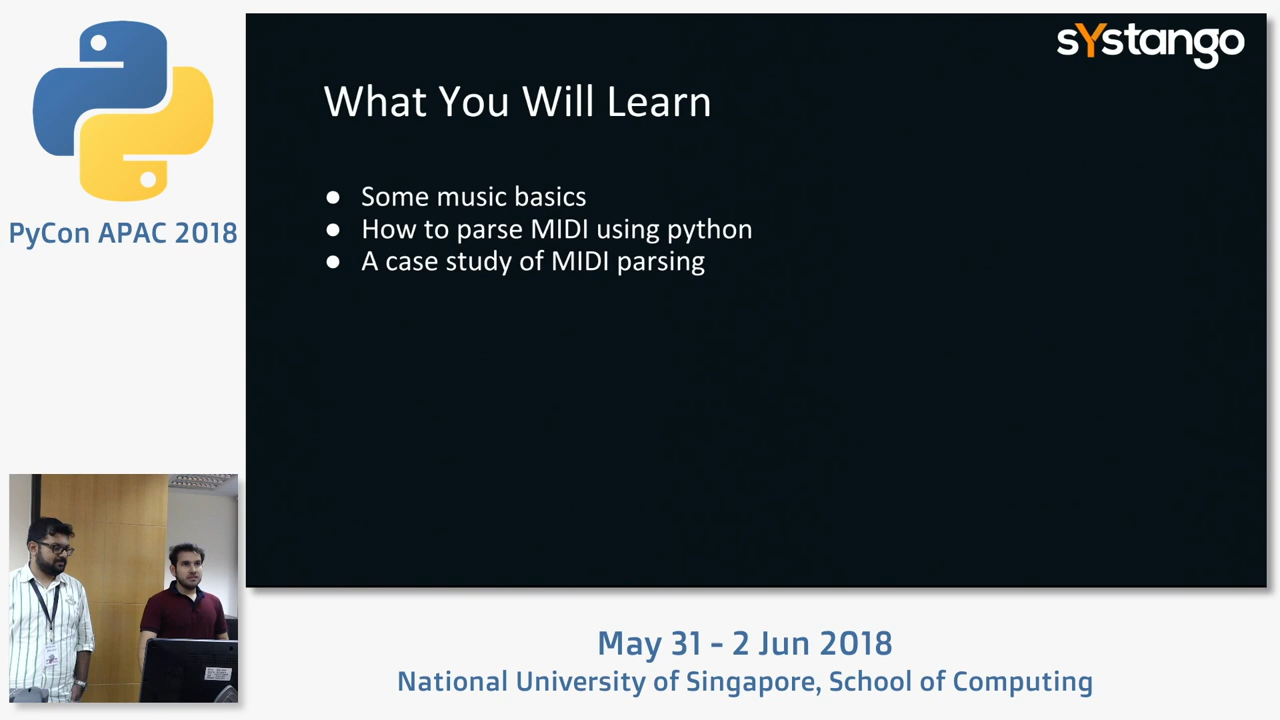 sYstango
What You Will Learn
● Some music basics
● How to parse MIDI using python
● A case study of MIDI parsing
PyCon APAC 2018
May 31 - 2 Jun 2018
National University of Singapore, School of Computing